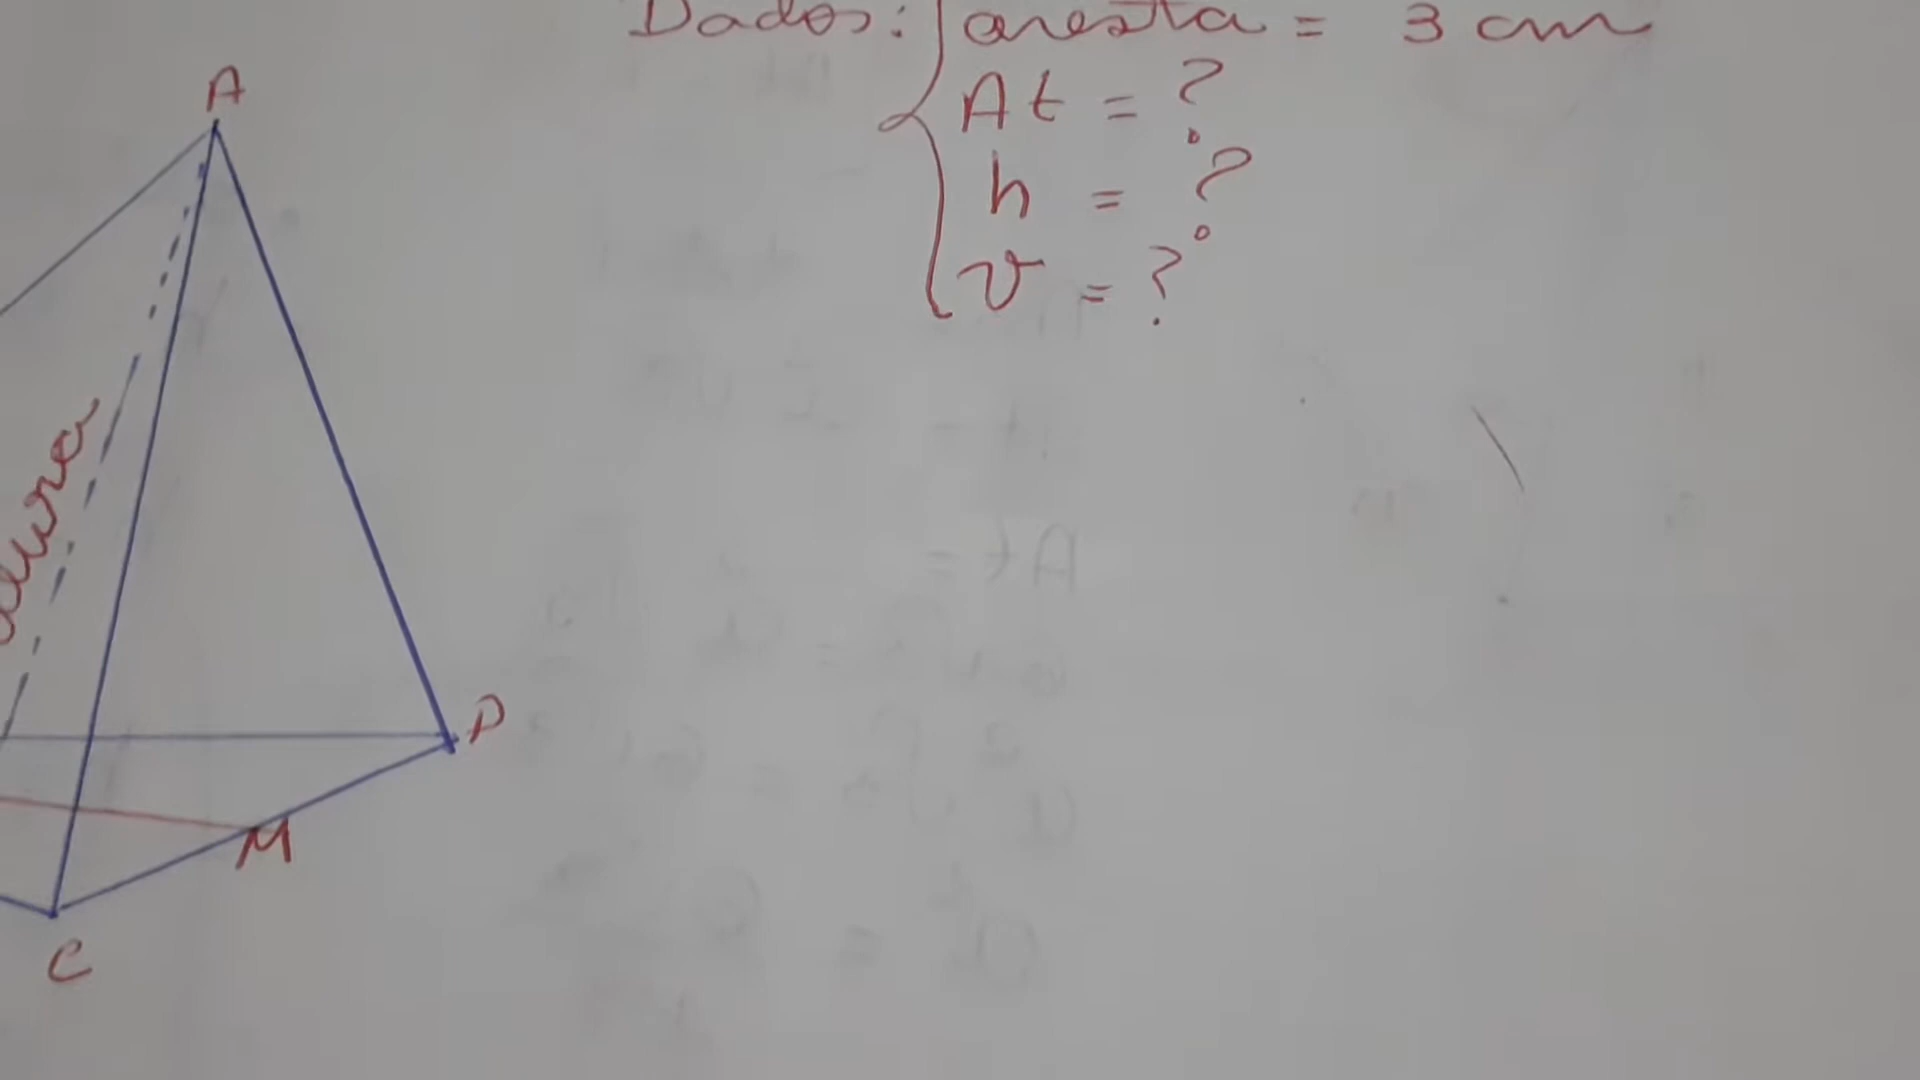 Dados: aresta = 3 cm
At = ?
h = ?
v = ?
A
D
M
C